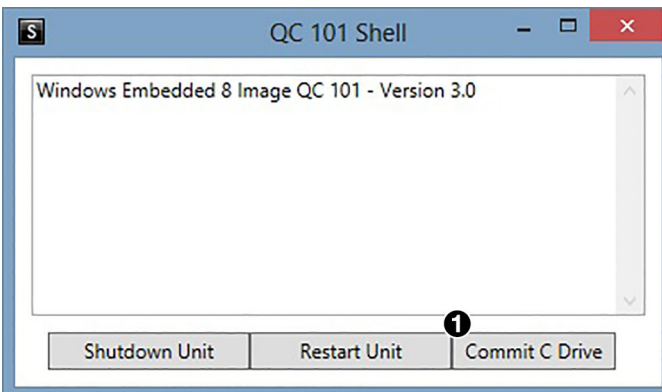 S
QC 101 Shell
Windows Embedded 8 Image QC 101 - Version 3.0
1
Shutdown Unit
Restart Unit
Commit C Drive